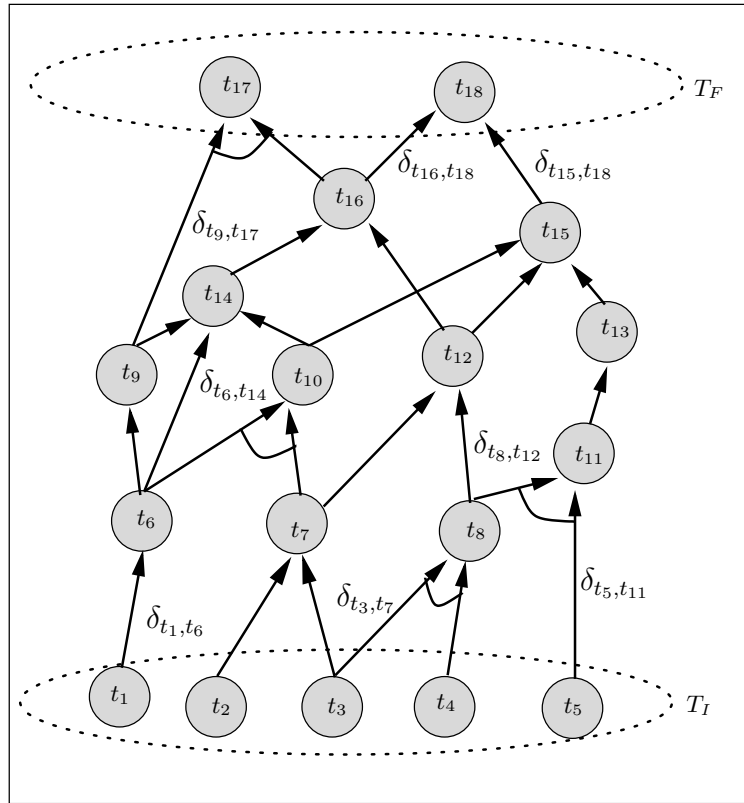 t₁₇
t₁₈
T_F
δ_{t₁₆,t₁₈}
δ_{t₁₅,t₁₈}
t₁₆
δ_{t₉,t₁₇}
t₁₅
t₁₄
t₁₃
t₁₂
t₉
δ_{t₆,t₁₄}
t₁₀
δ_{t₈,t₁₂}
t₁₁
t₆
t₇
t₈
δ_{t₃,t₇}
δ_{t₅,t₁₁}
δ_{t₁,t₆}
t₁
t₂
t₃
t₄
t₅
T_I